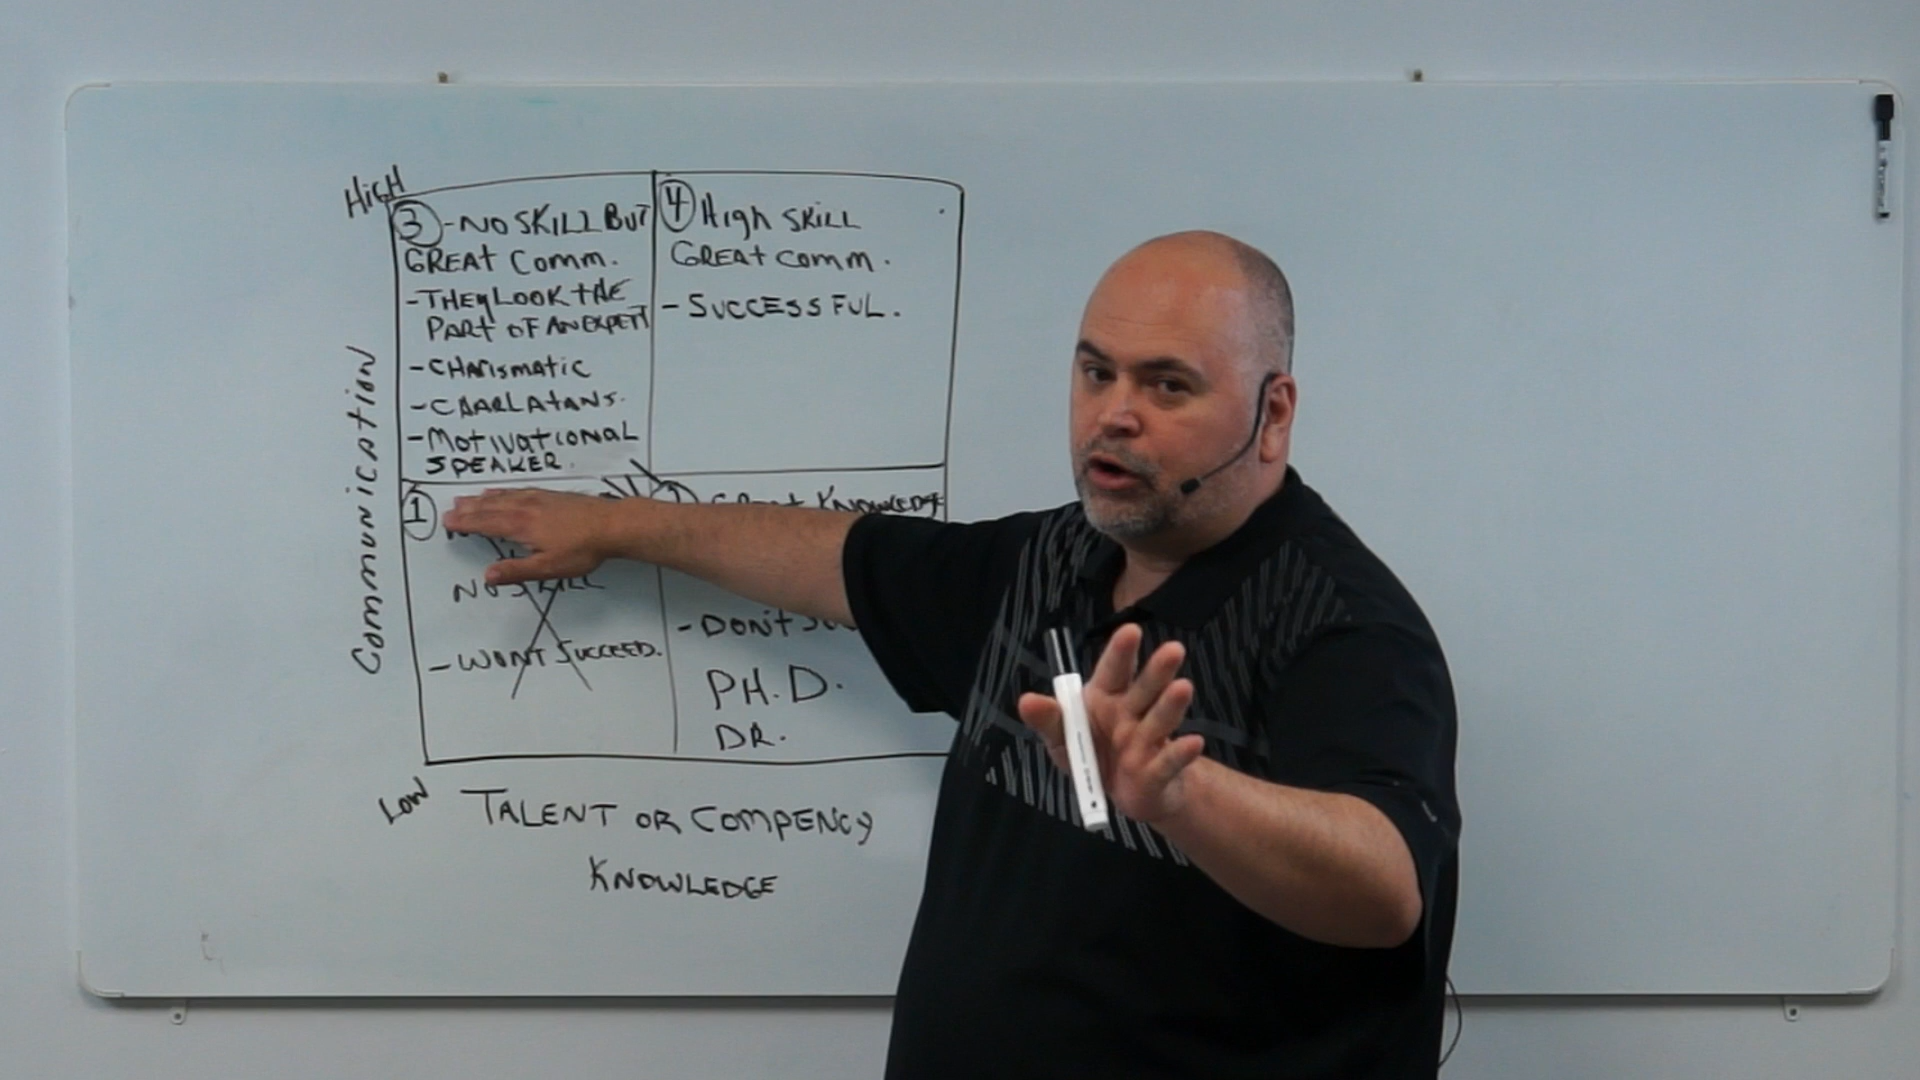 HiGH
③ - NO SKILL BUT
GREAT COMM.
- THEY LOOK THE
PART OF AN EXPERT
- CHARISMATIC
- CHARLATANS.
- MOTIVATIONAL
SPEAKER.
④ High SKILL
GREAT COMM.
- SUCCESSFUL.
①
NO SKILL
- WONT SUCCEED.
GREAT KNOWLEDGE
- DON't
PH.D.
DR.
Communication
LOW
TALENT OR COMPENCY
KNOWLEDGE